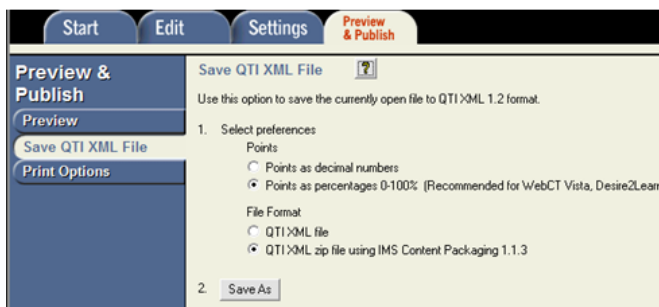 Start
Edit
Settings
Preview
& Publish
Preview &
Publish
Preview
Save QTI XML File
Print Options
Save QTI XML File ?
Use this option to save the currently open file to QTI XML 1.2 format.
1. Select preferences
Points
Points as decimal numbers
Points as percentages 0-100% (Recommended for WebCT Vista, Desire2Lear
File Format
QTI XML file
QTI XML zip file using IMS Content Packaging 1.1.3
2. Save As